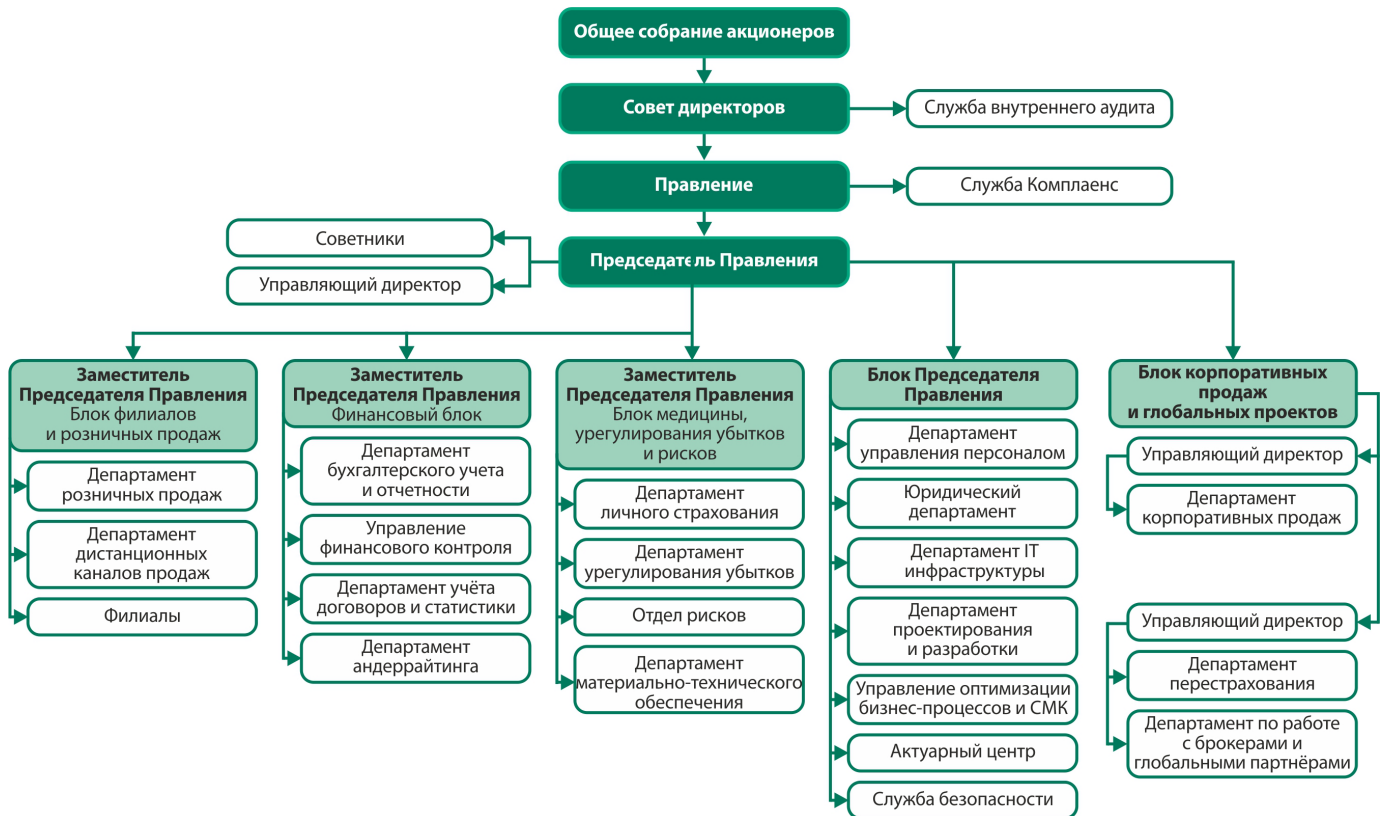 Общее собрание акционеров
Совет директоров
Служба внутреннего аудита
Правление
Служба Комплаенс
Советники
Председатель Правления
Управляющий директор
Заместитель
Председателя Правления
Блок филиалов
и розничных продаж
Департамент
розничных продаж
Департамент
дистанционных
каналов продаж
Филиалы
Заместитель
Председателя Правления
Финансовый блок
Департамент
бухгалтерского учета
и отчетности
Управление
финансового контроля
Департамент учёта
договоров и статистики
Департамент
андеррайтинга
Заместитель
Председателя Правления
Блок медицины,
урегулирования убытков
и рисков
Департамент
личного страхования
Департамент
урегулирования убытков
Отдел рисков
Департамент
материально-технического
обеспечения
Блок Председателя
Правления
Департамент
управления персоналом
Юридический
департамент
Департамент IT
инфраструктуры
Департамент
проектирования
и разработки
Управление оптимизации
бизнес-процессов и СМК
Актуарный центр
Служба безопасности
Блок корпоративных
продаж
и глобальных проектов
Управляющий директор
Департамент
корпоративных продаж
Управляющий директор
Департамент
перестрахования
Департамент по работе
с брокерами и
глобальными партнёрами